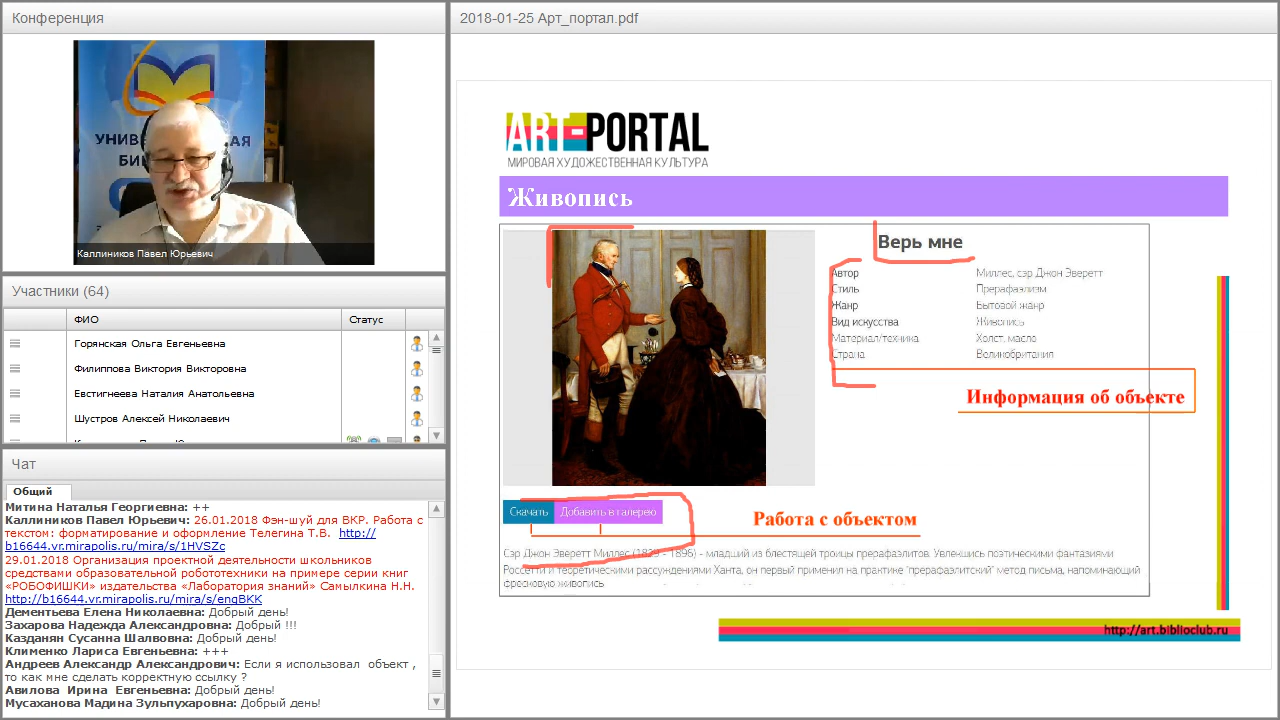 Конференция
УНИВ
КАЯ
БИБ
Каллиников Павел Юрьевич
Участники (64)
ФИО
Статус
Горянская Ольга Евгеньевна
Филиппова Виктория Викторовна
Евстигнеева Наталия Анатольевна
Шустров Алексей Николаевич
Чат
Общий
Митина Наталья Георгиевна: ++
Каллиников Павел Юрьевич: 26.01.2018 Фэн-шуй для ВКР. Работа с
текстом: форматирование и оформление Телегина Т.В. http://
b16644.vr.mirapolis.ru/mira/s/1HVSZc
29.01.2018 Организация проектной деятельности школьников
средствами образовательной робототехники на примере серии книг
«РОБОФИШКИ» издательства «Лаборатория знаний» Самылкина Н.Н.
http://b16644.vr.mirapolis.ru/mira/s/enqBKK
Дементьева Елена Николаевна: Добрый день!
Захарова Надежда Александровна: Добрый !!!
Казданян Сусанна Шалвовна: Добрый день!
Клименко Лариса Евгеньевна: +++
Андреев Александр Александрович: Если я использовал объект ,
то как мне сделать корректную ссылку ?
Авилова Ирина Евгеньевна: Добрый день!
Мусаханова Мадина Зульпухаровна: Добрый день!
2018-01-25 Арт_портал.pdf
ART-PORTAL
МИРОВАЯ ХУДОЖЕСТВЕННАЯ КУЛЬТУРА
Живопись
Верь мне
Автор Миллес, сэр Джон Эверетт
Стиль Прерафаэлизм
Жанр Бытовой жанр
Вид искусства Живопись
Материал/техника Холст, масло
Страна Великобритания
Информация об объекте
Скачать Добавить в галерею
Работа с объектом
Сэр Джон Эверетт Миллес (1829 - 1896) - младший из блестящей троицы прерафаэлитов. Увлекшись поэтическими фантазиями
Россетти и теоретическими рассуждениями Ханта, он первый применил на практике "прерафаэлитский" метод письма, напоминающий
фресковую живопись
http://art.biblioclub.ru